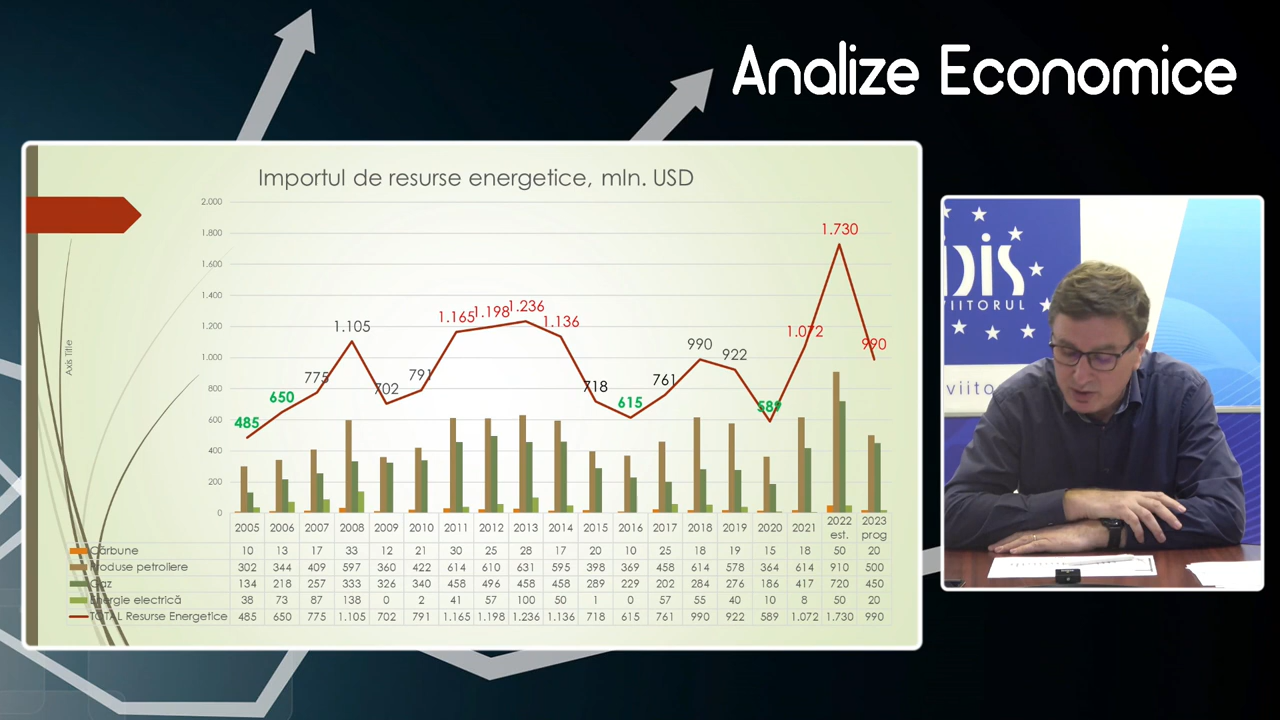 Analize Economice
Importul de resurse energetice, mln. USD
2.000
1.800
1.600
1.400
1.200
1.000
800
600
400
200
0
Axis Title
485
650
775
1.105
702
791
1.165
1.198
1.236
1.136
718
615
761
990
922
589
1.072
1.730
990
2005 2006 2007 2008 2009 2010 2011 2012 2013 2014 2015 2016 2017 2018 2019 2020 2021 2022 est. 2023 prog
Cărbune 10 13 17 33 12 21 30 25 28 17 20 10 25 18 19 15 18 50 20
Produse petroliere 302 344 409 597 360 422 614 610 631 595 398 369 458 614 578 364 614 910 500
Gaz 134 218 257 333 326 340 458 496 458 458 289 229 202 284 276 186 417 720 450
Energie electrică 38 73 87 138 0 2 41 57 100 50 1 0 57 55 40 10 8 50 20
TOTAL Resurse Energetice 485 650 775 1.105 702 791 1.165 1.198 1.236 1.136 718 615 761 990 922 589 1.072 1.730 990
IDIS
VIITORUL
viito